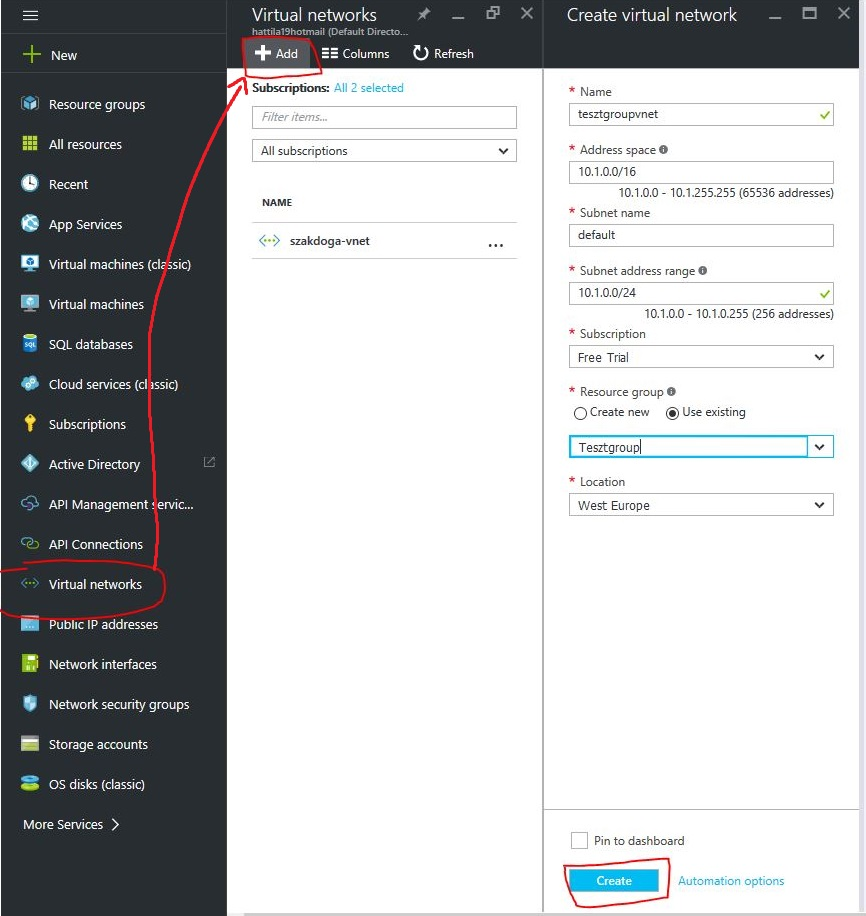 New
Resource groups
All resources
Recent
App Services
Virtual machines (classic)
Virtual machines
SQL databases
Cloud services (classic)
Subscriptions
Active Directory
API Management servic...
API Connections
Virtual networks
Public IP addresses
Network interfaces
Network security groups
Storage accounts
OS disks (classic)
More Services
Virtual networks
hattila19hotmail (Default Directo...
Add Columns Refresh
Subscriptions: All 2 selected
Filter items...
All subscriptions
NAME
szakdoga-vnet ...
Create virtual network
* Name
tesztgroupvnet
* Address space
10.1.0.0/16
10.1.0.0 - 10.1.255.255 (65536 addresses)
* Subnet name
default
* Subnet address range
10.1.0.0/24
10.1.0.0 - 10.1.0.255 (256 addresses)
* Subscription
Free Trial
* Resource group
Create new Use existing
Tesztgroup
* Location
West Europe
Pin to dashboard
Create Automation options